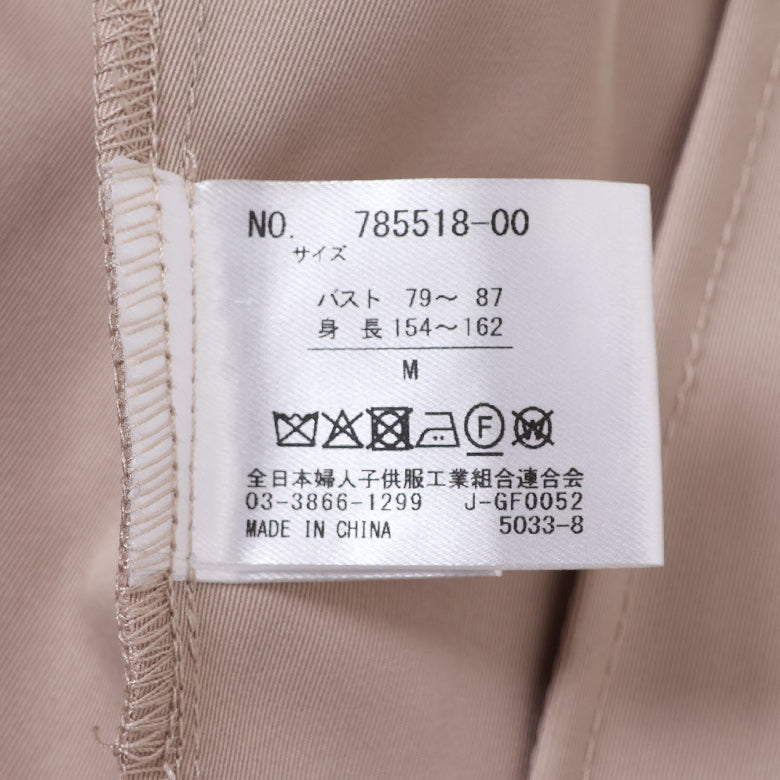 NO. 785518-00
サイズ
バスト 79～ 87
身 長 154～162
M
F W
全日本婦人子供服工業組合連合会
03-3866-1299 J-GF0052
MADE IN CHINA 5033-8